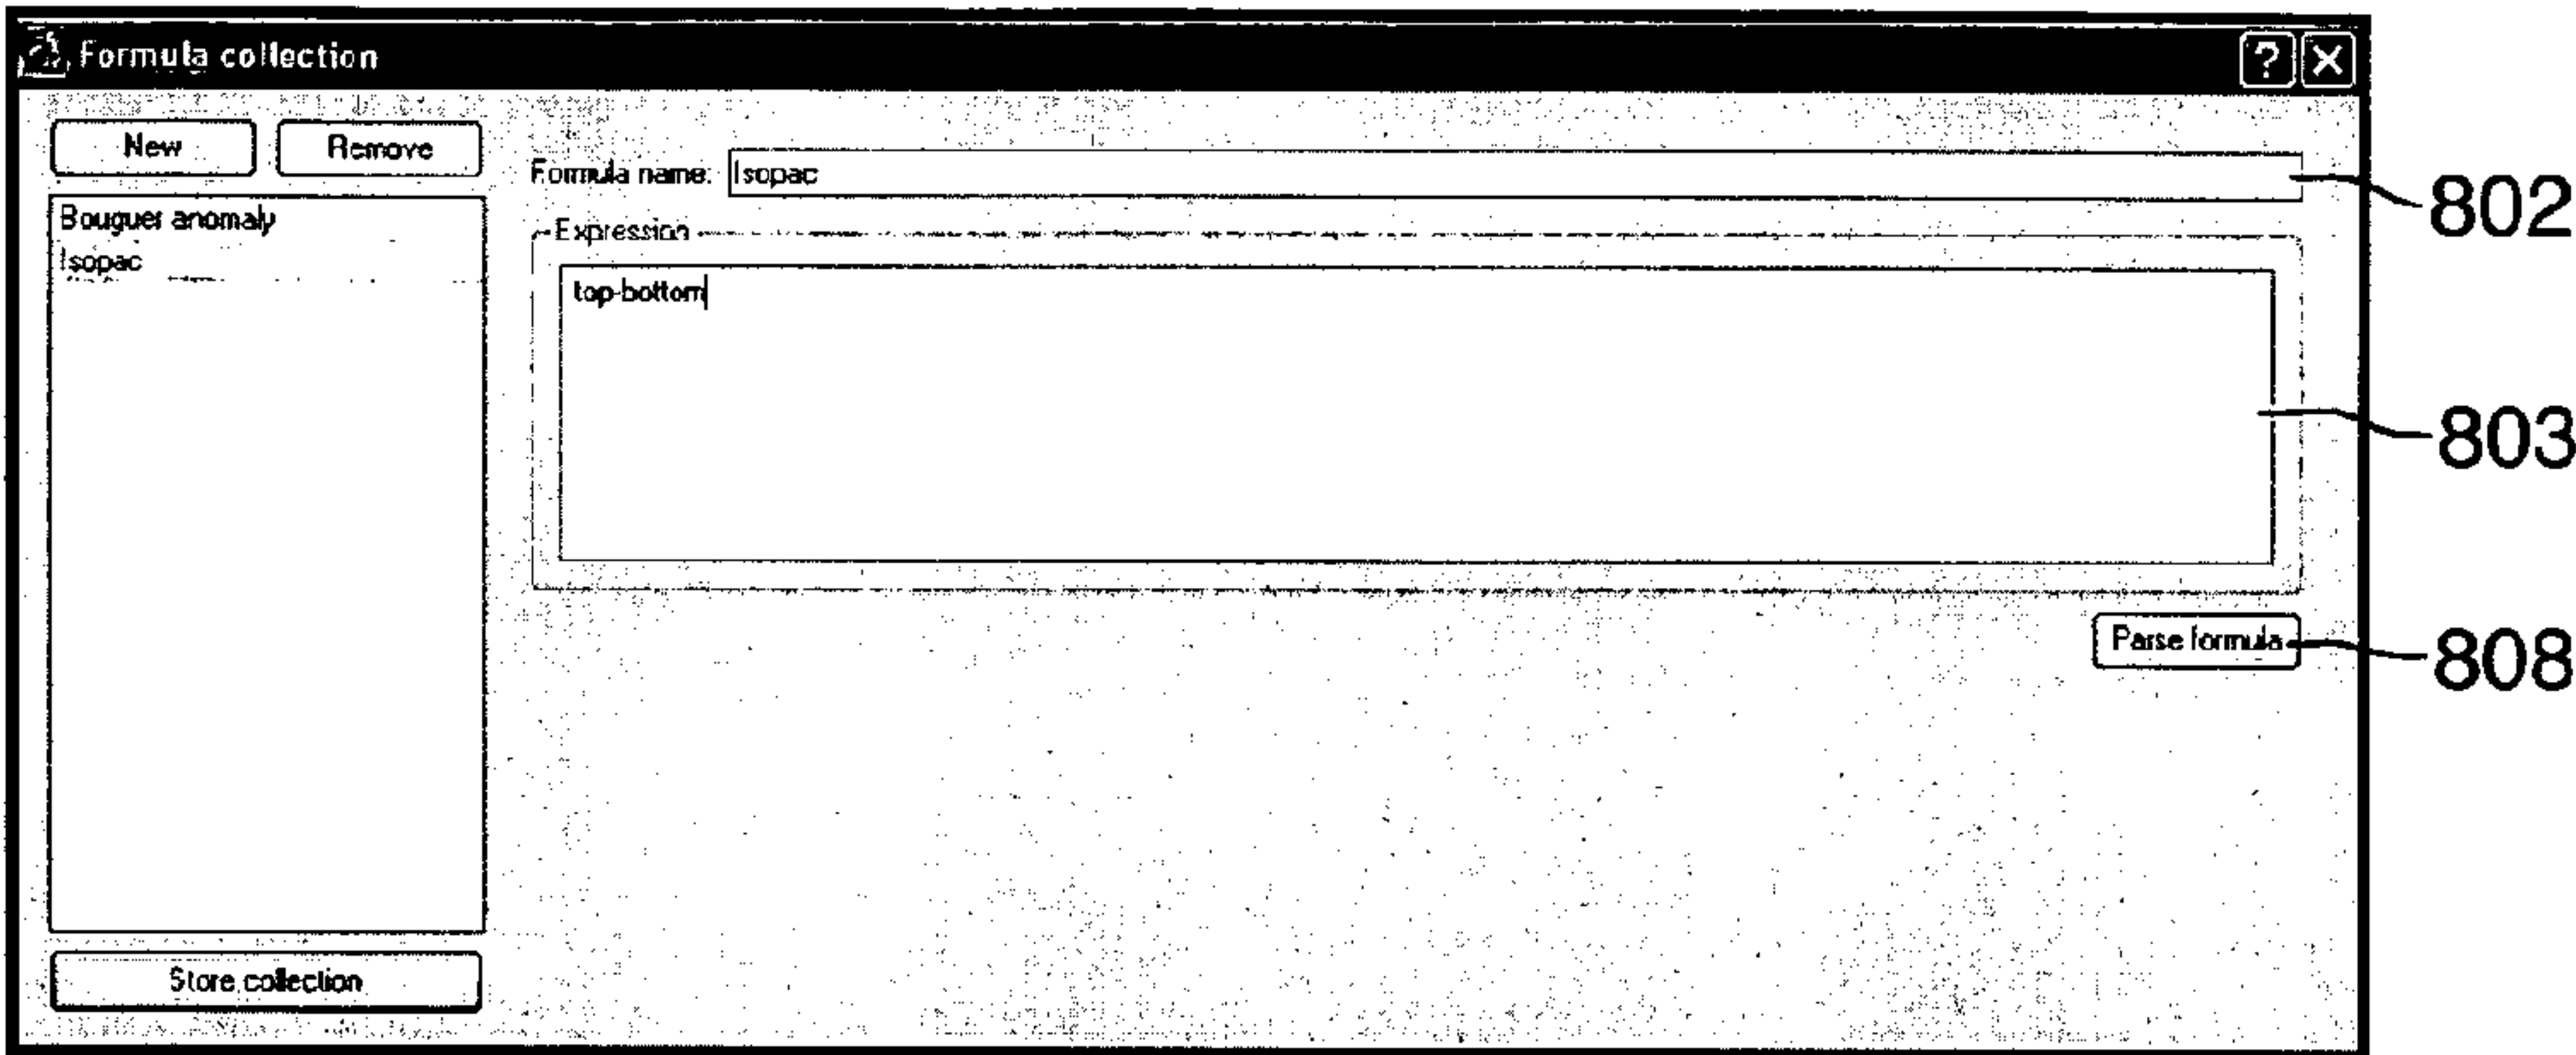 Formula collection
?
New
Remove
Formula name: Isopac
802
Bouguer anomaly
Isopac
Expression
top-bottom
803
Parse formula
808
Store collection